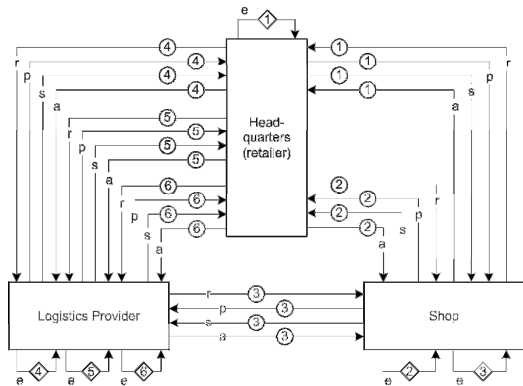 e 1
4 1
r 4 1 r
p 4 1 p
s s
a 4 1 a
5
r 5 Head-
p quarters
s 5 (retailer)
a 5
6 2
r 6 2 r
p 6 p
s 2 s
a 6 2 a
r 3
Logistics Provider p 3 Shop
s 3
a 3
e 4 e 5 e 6 e 2 e 3